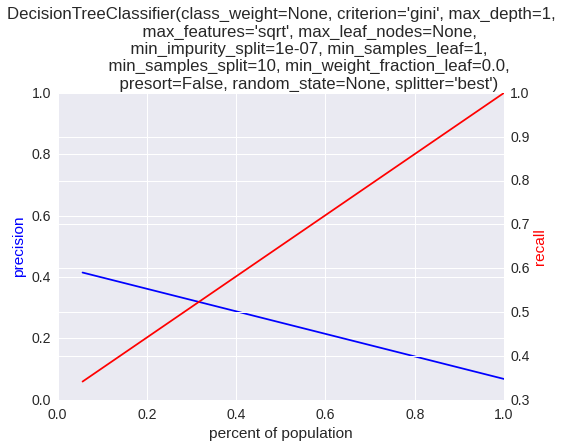 DecisionTreeClassifier(class_weight=None, criterion='gini', max_depth=1,
max_features='sqrt', max_leaf_nodes=None,
min_impurity_split=1e-07, min_samples_leaf=1,
min_samples_split=10, min_weight_fraction_leaf=0.0,
presort=False, random_state=None, splitter='best')
1.0
0.8
0.6
0.4
0.2
0.0
precision
1.0
0.9
0.8
0.7
0.6
0.5
0.4
0.3
recall
0.0 0.2 0.4 0.6 0.8 1.0
percent of population